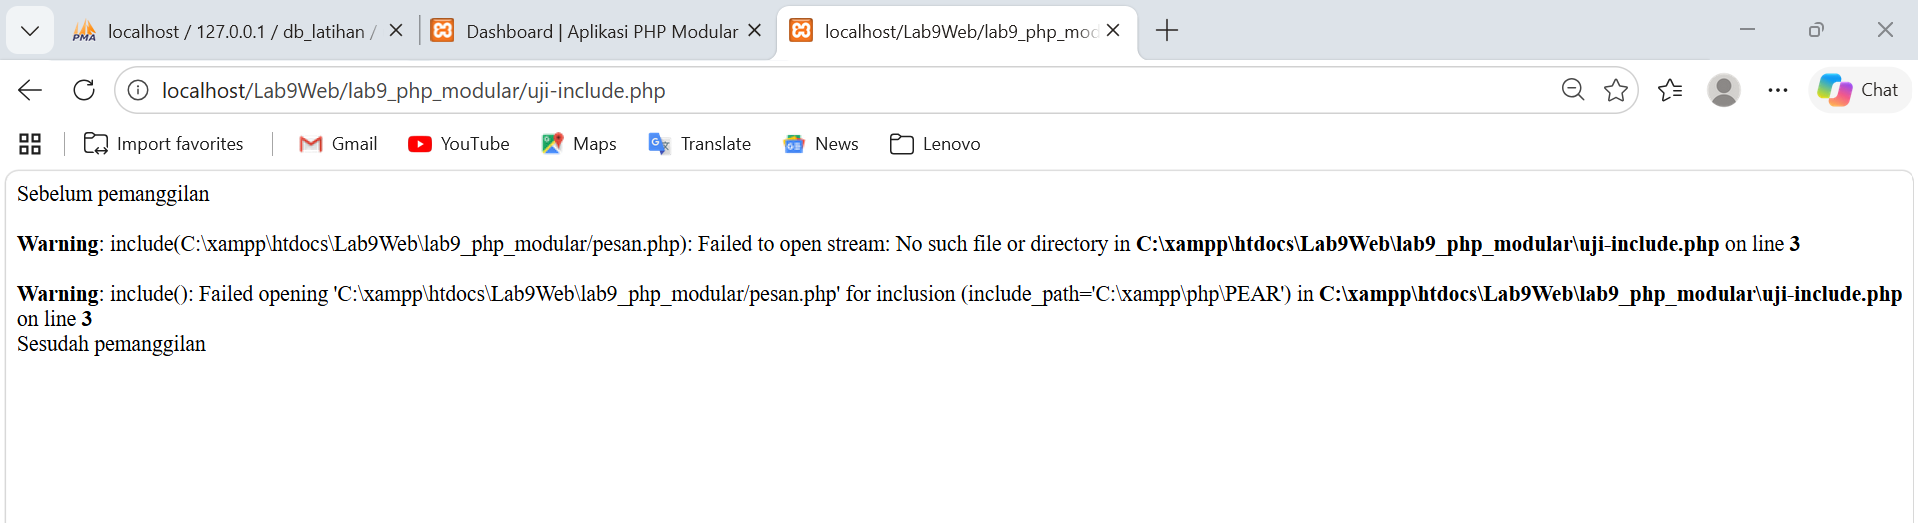 PMA localhost / 127.0.0.1 / db_latihan / Dashboard | Aplikasi PHP Modular localhost/Lab9Web/lab9_php_mod
localhost/Lab9Web/lab9_php_modular/uji-include.php Chat
Import favorites Gmail YouTube Maps Translate News Lenovo
Sebelum pemanggilan
Warning: include(C:\xampp\htdocs\Lab9Web\lab9_php_modular/pesan.php): Failed to open stream: No such file or directory in C:\xampp\htdocs\Lab9Web\lab9_php_modular\uji-include.php on line 3
Warning: include(): Failed opening 'C:\xampp\htdocs\Lab9Web\lab9_php_modular/pesan.php' for inclusion (include_path='C:\xampp\php\PEAR') in C:\xampp\htdocs\Lab9Web\lab9_php_modular\uji-include.php
on line 3
Sesudah pemanggilan